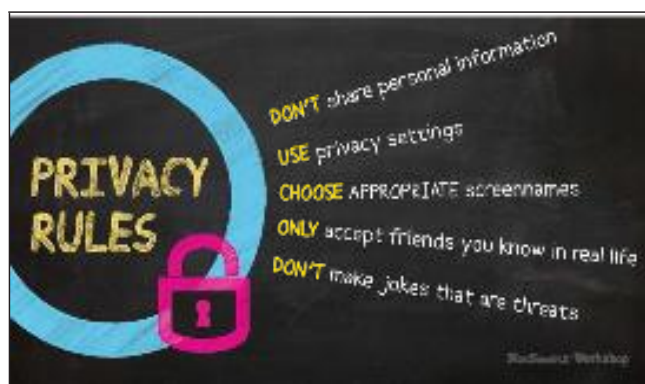 PRIVACY
RULES
DON'T share personal information
USE privacy settings
CHOOSE APPROPRIATE screennames
ONLY accept friends you know in real life
DON'T make jokes that are threats
Workshop